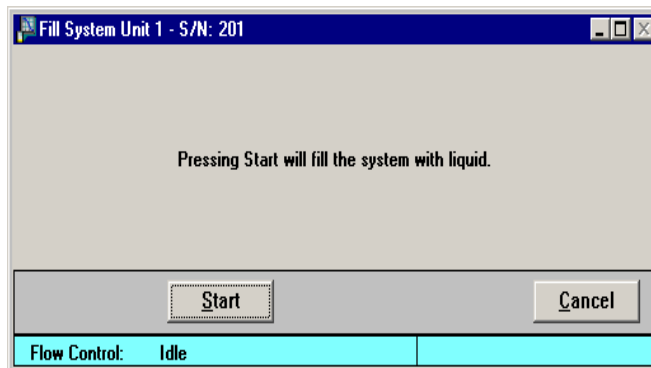 Fill System Unit 1 - S/N: 201
Pressing Start will fill the system with liquid.
Start Cancel
Flow Control: Idle